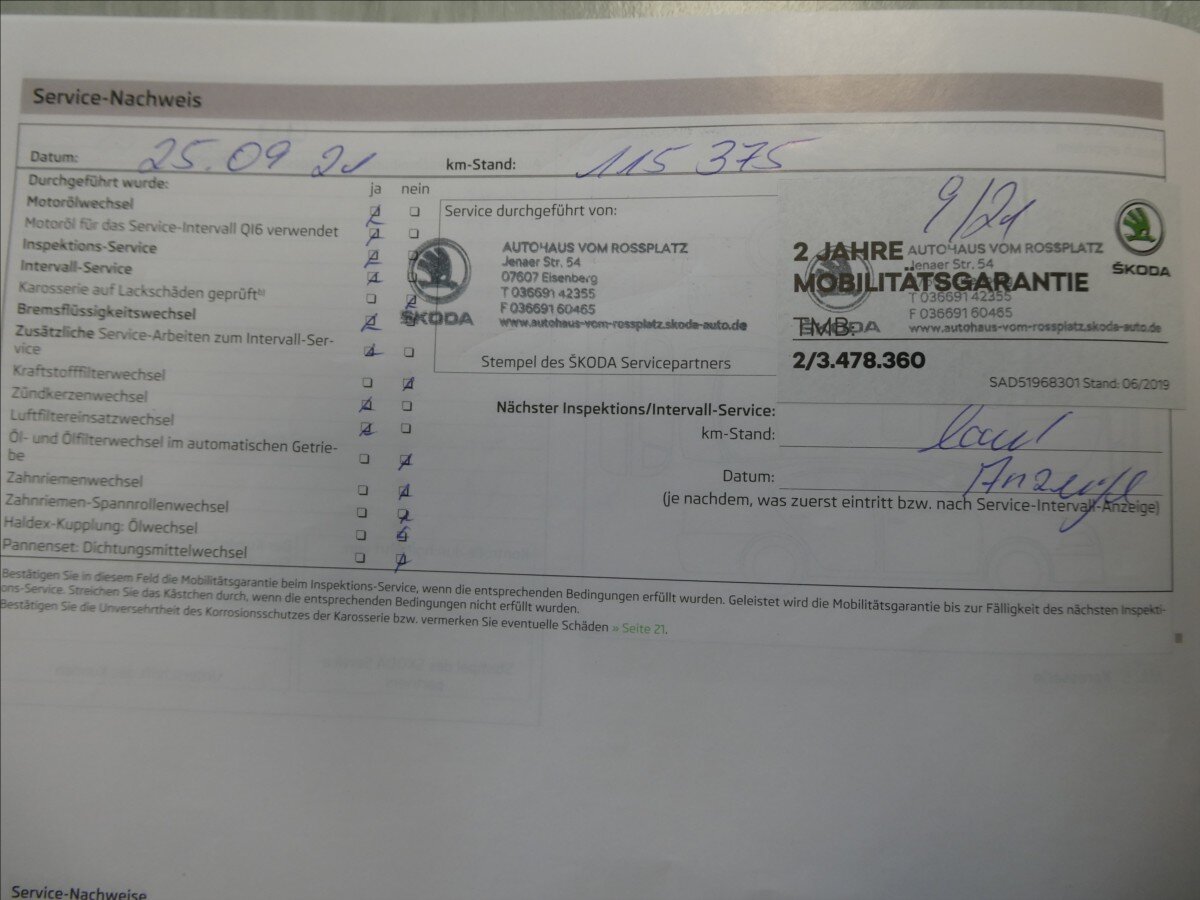 Service-Nachweis
Datum: 25.09 21 km-Stand: 115 375
Durchgeführt wurde: ja nein
Motorölwechsel
Motoröl für das Service-Intervall QI6 verwendet
Inspektions-Service
Intervall-Service
Karosserie auf Lackschäden geprüft b)
Bremsflüssigkeitswechsel
Zusätzliche Service-Arbeiten zum Intervall-Ser-
vice
Kraftstofffilterwechsel
Zündkerzenwechsel
Luftfiltereinsatzwechsel
Öl- und Ölfilterwechsel im automatischen Getrie-
be
Zahnriemenwechsel
Zahnriemen-Spannrollenwechsel
Haldex-Kupplung: Ölwechsel
Pannenset: Dichtungsmittelwechsel
Service durchgeführt von:
ŠKODA
AUTOHAUS VOM ROSSPLATZ
Jenaer Str. 54
07607 Eisenberg
T 036691 42355
F 036691 60465
www.autohaus-vom-rossplatz.skoda-auto.de
Stempel des ŠKODA Servicepartners
9/21
ŠKODA
2 JAHRE
MOBILITÄTSGARANTIE
AUTOHAUS VOM ROSSPLATZ
Jenaer Str. 54
T 036691 42355
F 036691 60465
www.autohaus-vom-rossplatz.skoda-auto.de
TMB:
2/3.478.360
SAD51968301 Stand: 06/2019
Nächster Inspektions/Intervall-Service:
km-Stand: laut
Datum: Anzeige
(je nachdem, was zuerst eintritt bzw. nach Service-Intervall-Anzeige)
Bestätigen Sie in diesem Feld die Mobilitätsgarantie beim Inspektions-Service, wenn die entsprechenden Bedingungen erfüllt wurden. Geleistet wird die Mobilitätsgarantie bis zur Fälligkeit des nächsten Inspekti-
ons-Service. Streichen Sie das Kästchen durch, wenn die entsprechenden Bedingungen nicht erfüllt wurden.
Bestätigen Sie die Unversehrtheit des Korrosionsschutzes der Karosserie bzw. vermerken Sie eventuelle Schäden » Seite 21.
Service-Nachweise